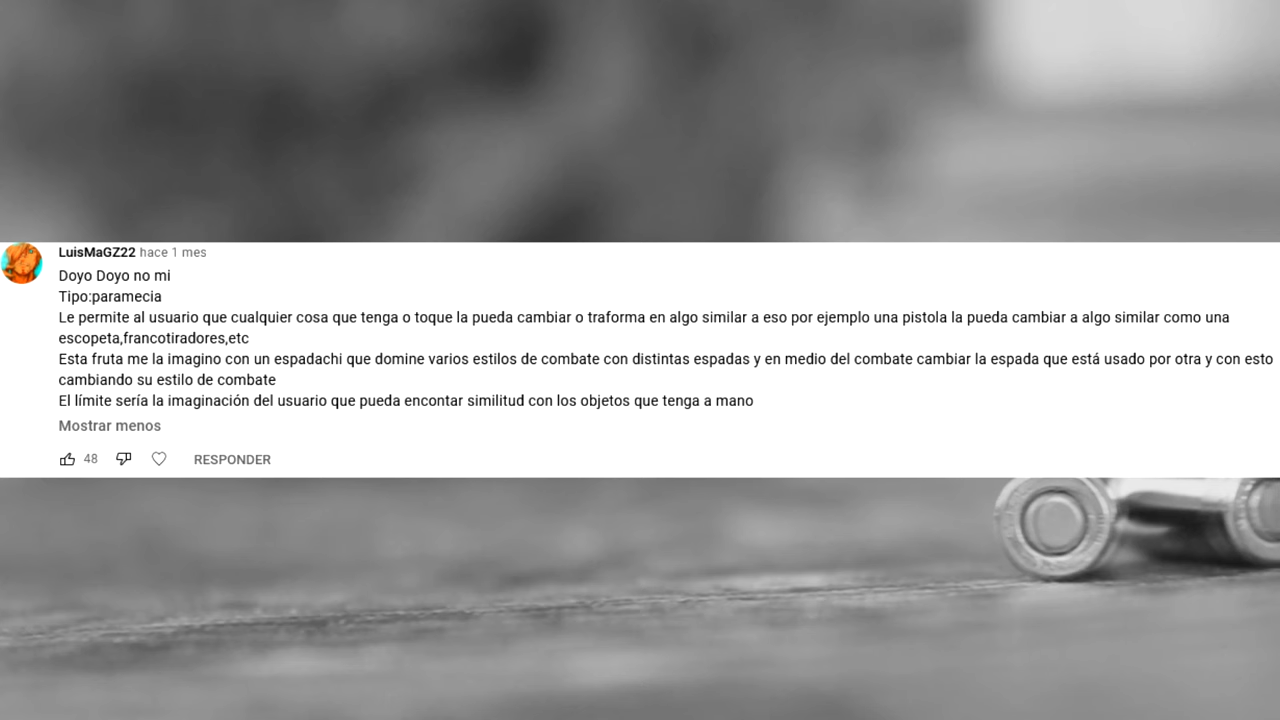 LuisMaGZ22 hace 1 mes
Doyo Doyo no mi
Tipo:paramecia
Le permite al usuario que cualquier cosa que tenga o toque la pueda cambiar o traforma en algo similar a eso por ejemplo una pistola la pueda cambiar a algo similar como una
escopeta,francotiradores,etc
Esta fruta me la imagino con un espadachi que domine varios estilos de combate con distintas espadas y en medio del combate cambiar la espada que está usado por otra y con esto
cambiando su estilo de combate
El límite sería la imaginación del usuario que pueda encontar similitud con los objetos que tenga a mano
Mostrar menos
48 RESPONDER